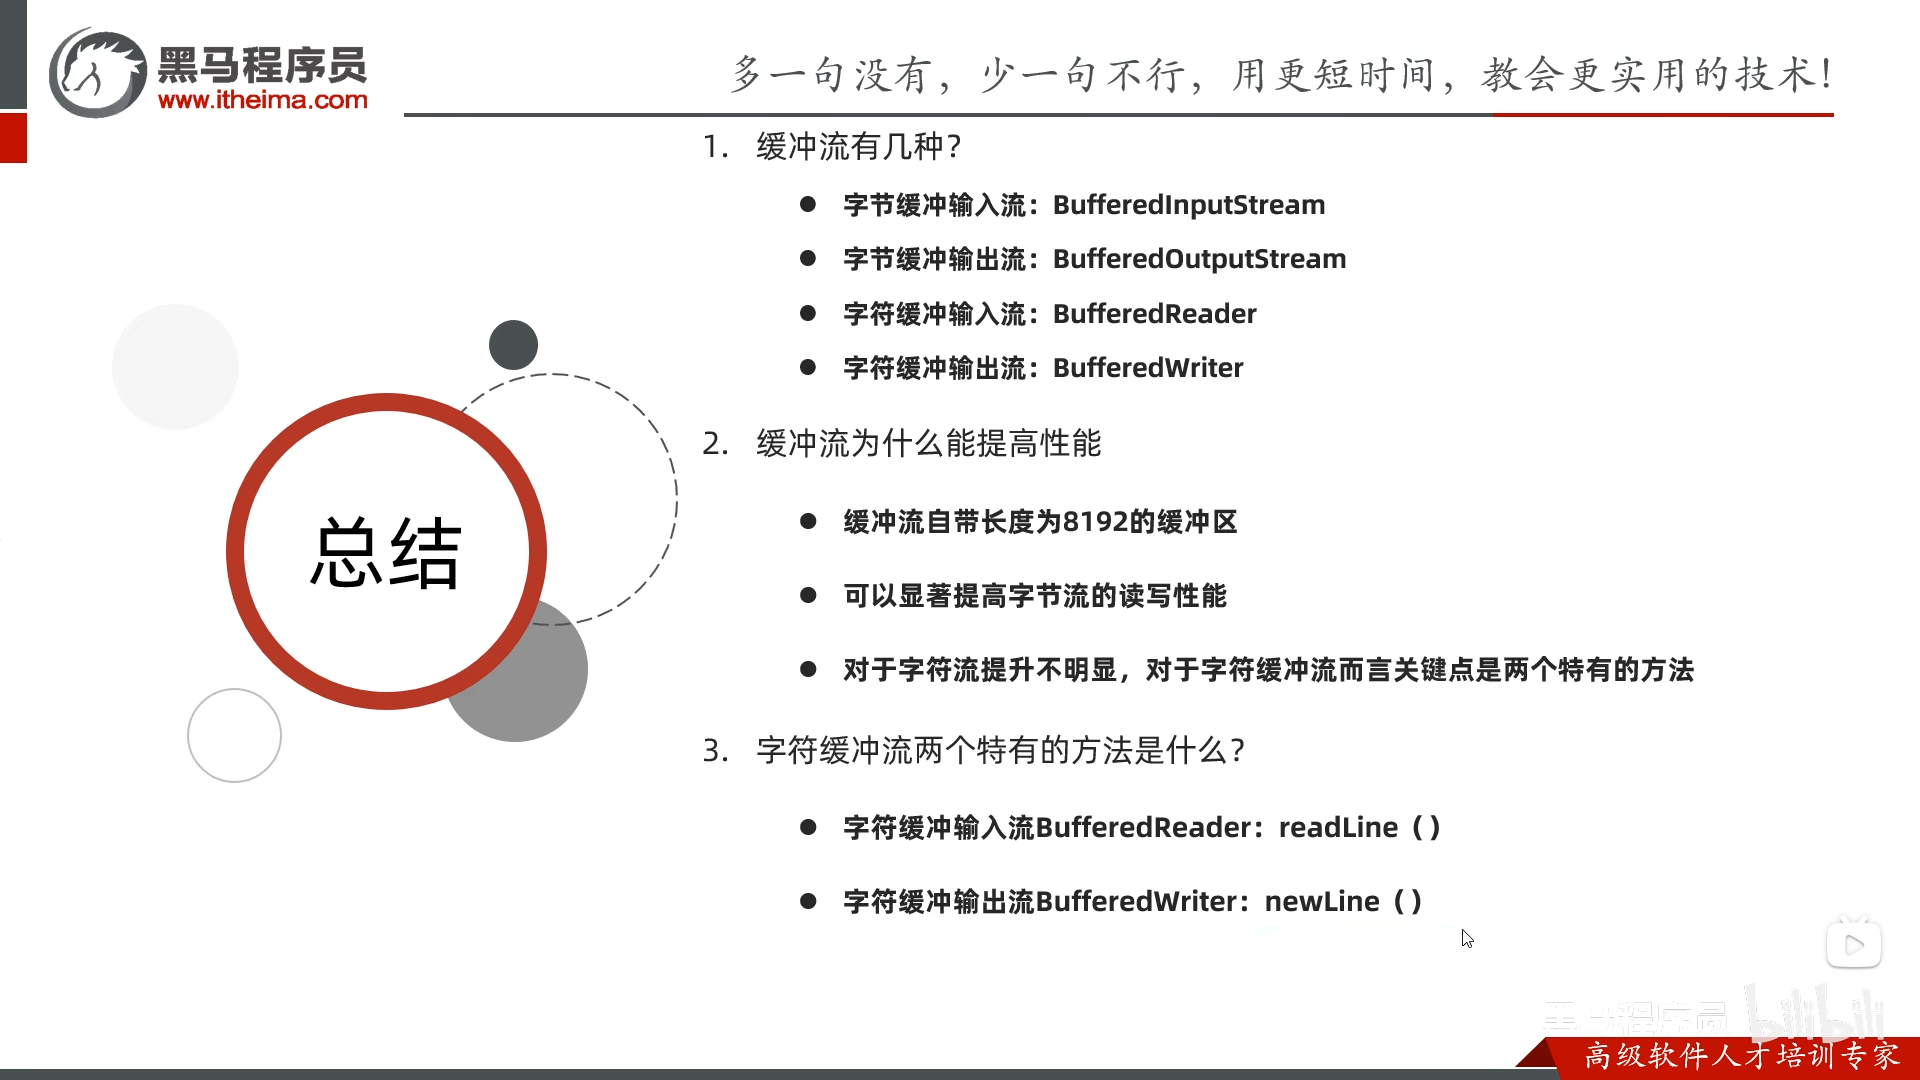 黑马程序员
www.itheima.com
多一句没有，少一句不行，用更短时间，教会更实用的技术！
1. 缓冲流有几种？
● 字节缓冲输入流：BufferedInputStream
● 字节缓冲输出流：BufferedOutputStream
● 字符缓冲输入流：BufferedReader
● 字符缓冲输出流：BufferedWriter
2. 缓冲流为什么能提高性能
● 缓冲流自带长度为8192的缓冲区
● 可以显著提高字节流的读写性能
● 对于字符流提升不明显，对于字符缓冲流而言关键点是两个特有的方法
3. 字符缓冲流两个特有的方法是什么？
● 字符缓冲输入流BufferedReader：readLine（）
● 字符缓冲输出流BufferedWriter：newLine（）
总结
黑马程序员 bilibili
高级软件人才培训专家